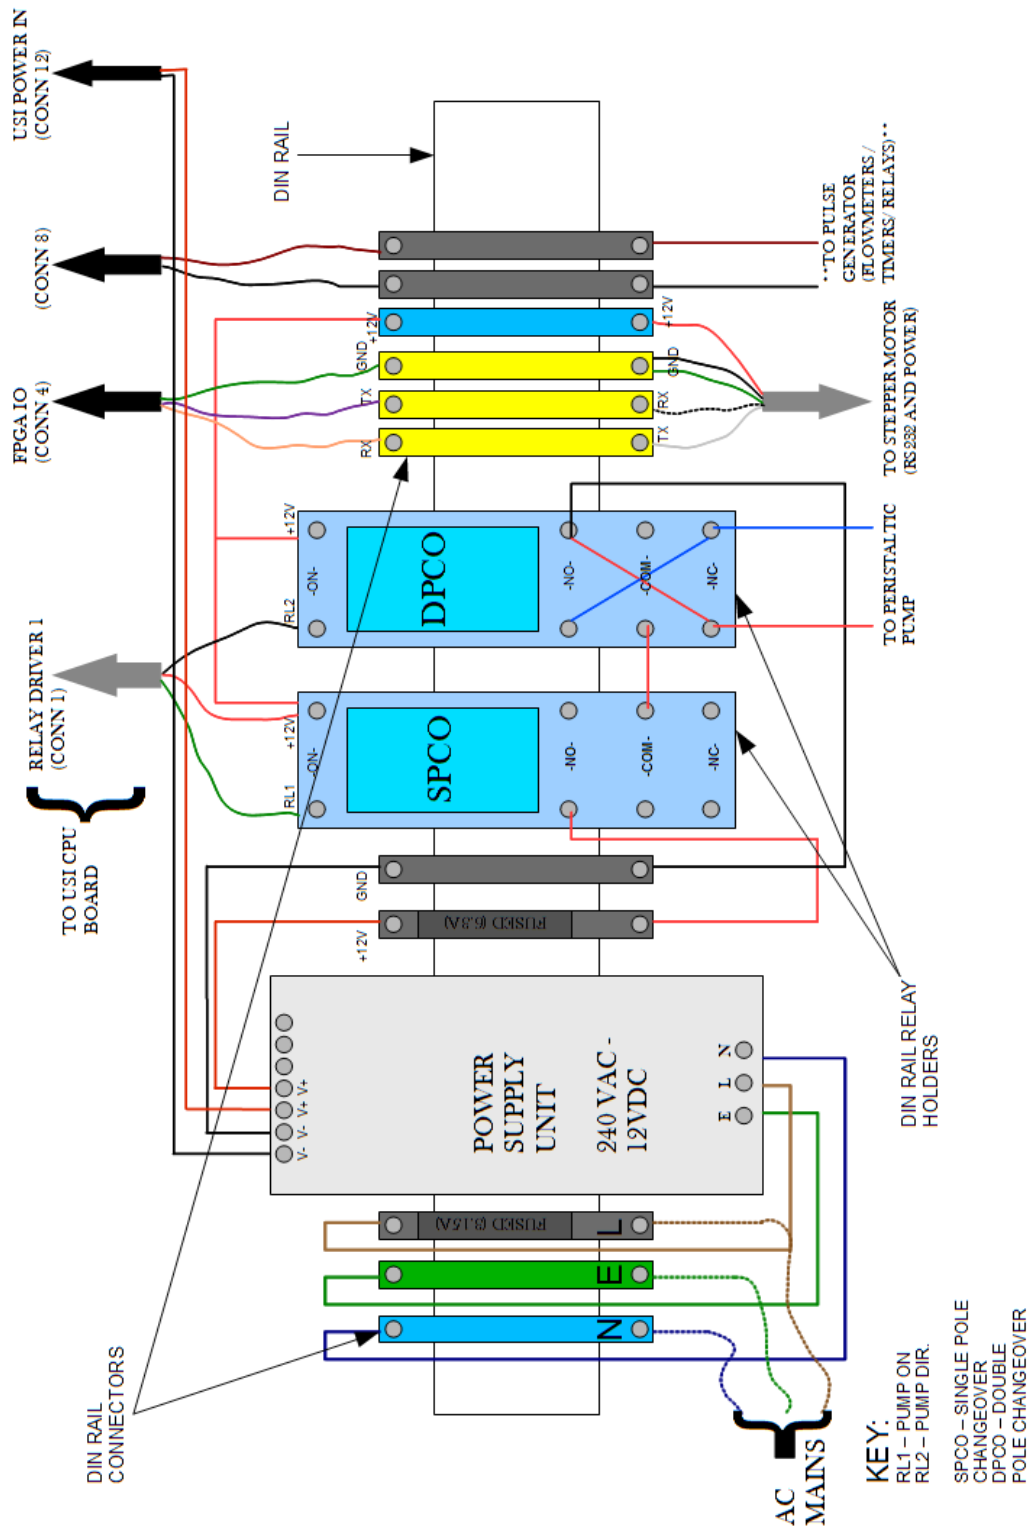 USI POWER IN
(CONN 12)
(CONN 8)
FPGA IO
(CONN 4)
RELAY DRIVER 1
(CONN 1)
TO USI CPU
BOARD
DIN RAIL
DIN RAIL
CONNECTORS
+12V
GND
TX
RX
+12V
GND
RX
TX
**TO PULSE
GENERATOR
(FLOWMETERS /
TIMERS/ RELAYS)**
TO STEPPER MOTOR
(RS232 AND POWER)
TO PERISTALTIC
PUMP
+12V
RL2
-ON-
DPCO
-NO-
-COM-
-NC-
+12V
RL1
-ON-
SPCO
-NO-
-COM-
-NC-
GND
+12V
FUSED (6.3A)
DIN RAIL RELAY
HOLDERS
V+
V+
V-
V-
POWER
SUPPLY
UNIT
240 VAC -
12VDC
N
L
E
FUSED (3.15A)
L
E
N
AC
MAINS
KEY:
RL1 – PUMP ON
RL2 – PUMP DIR.
SPCO – SINGLE POLE
CHANGEOVER
DPCO – DOUBLE
POLE CHANGEOVER